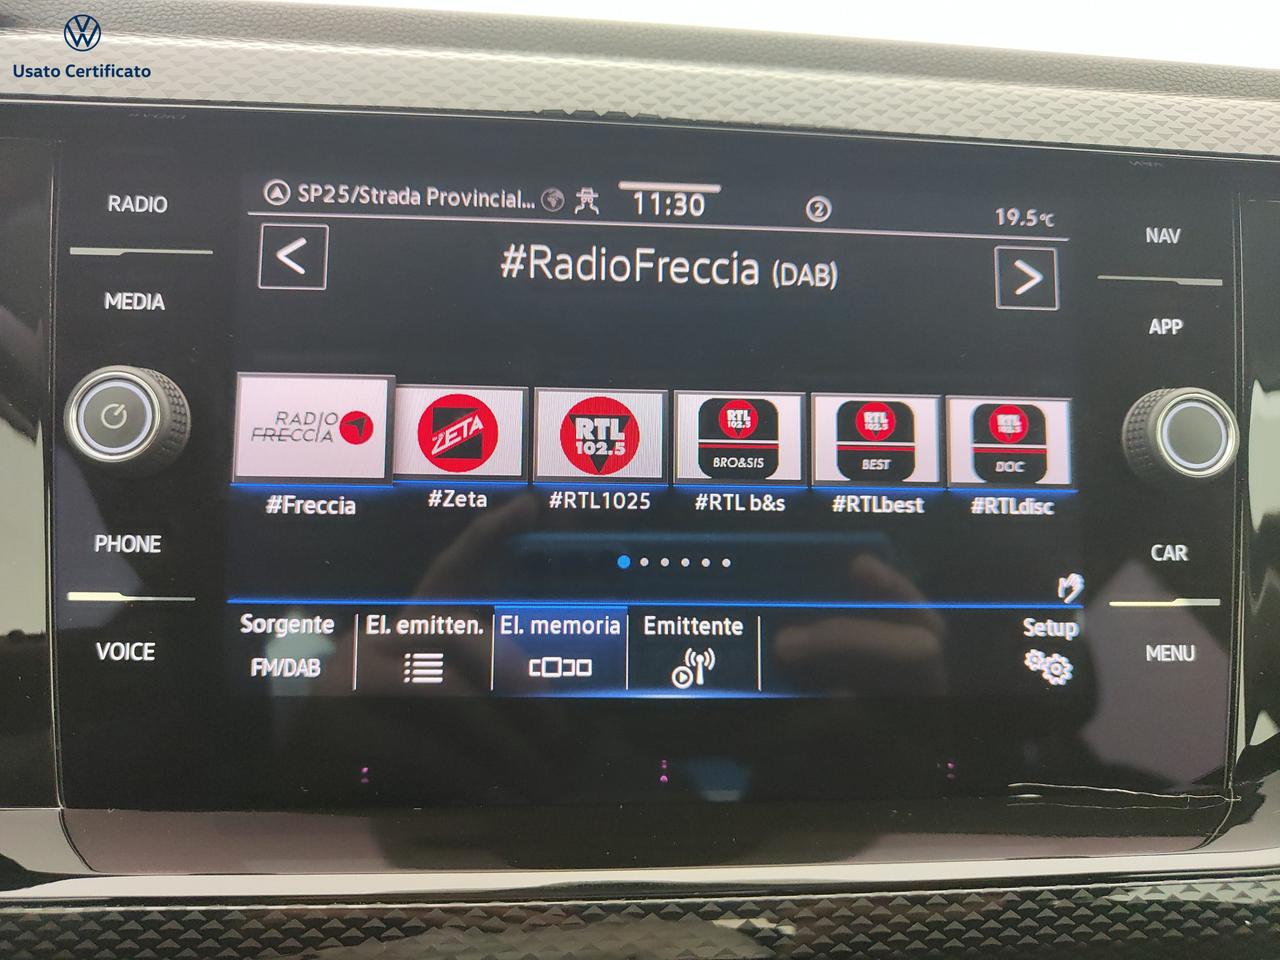 Usato Certificato
RADIO
MEDIA
PHONE
VOICE
SP25/Strada Provincial...
11:30
2
19.5°C
<
#RadioFreccia (DAB)
>
RADIO
FRECCIA
ZETA
RTL
102.5
RTL
102.5
BRO&SIS
RTL
102.5
BEST
RTL
102.5
DOC
#Freccia
#Zeta
#RTL1025
#RTL b&s
#RTLbest
#RTLdisc
Sorgente
FM/DAB
El. emitten.
El. memoria
Emittente
Setup
NAV
APP
CAR
MENU